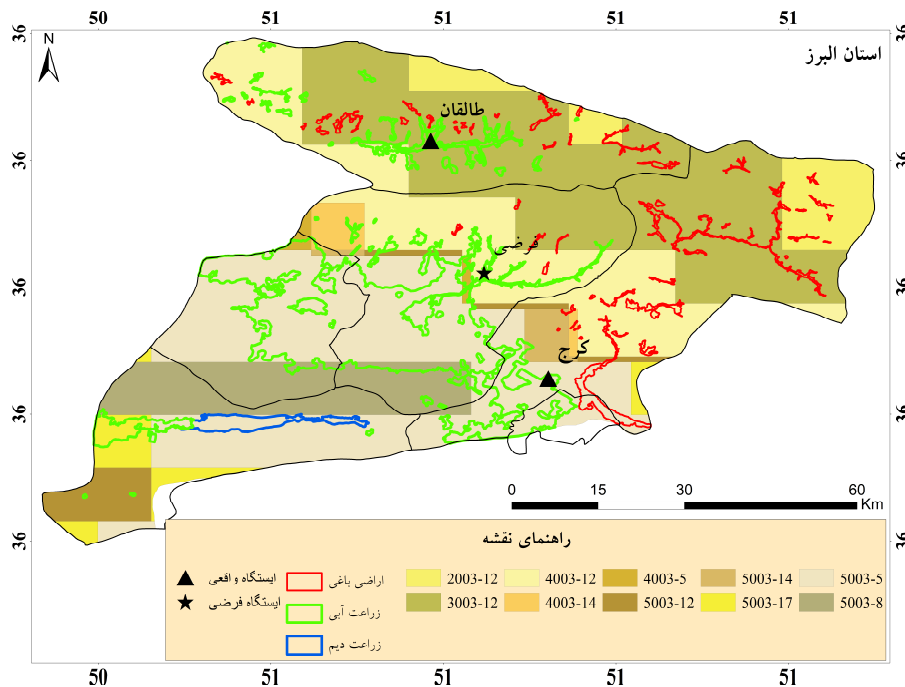 50 51 51 51 51
36
36
36
36
36
N
استان البرز
طالقان
فرضی
کرج
0 15 30 60
Km
راهنمای نقشه
ایستگاه واقعی
ایستگاه فرضی
اراضی باغی
زراعت آبی
زراعت دیم
2003-12 4003-12 4003-5 5003-14 5003-5
3003-12 4003-14 5003-12 5003-17 5003-8
50 51 51 51 51